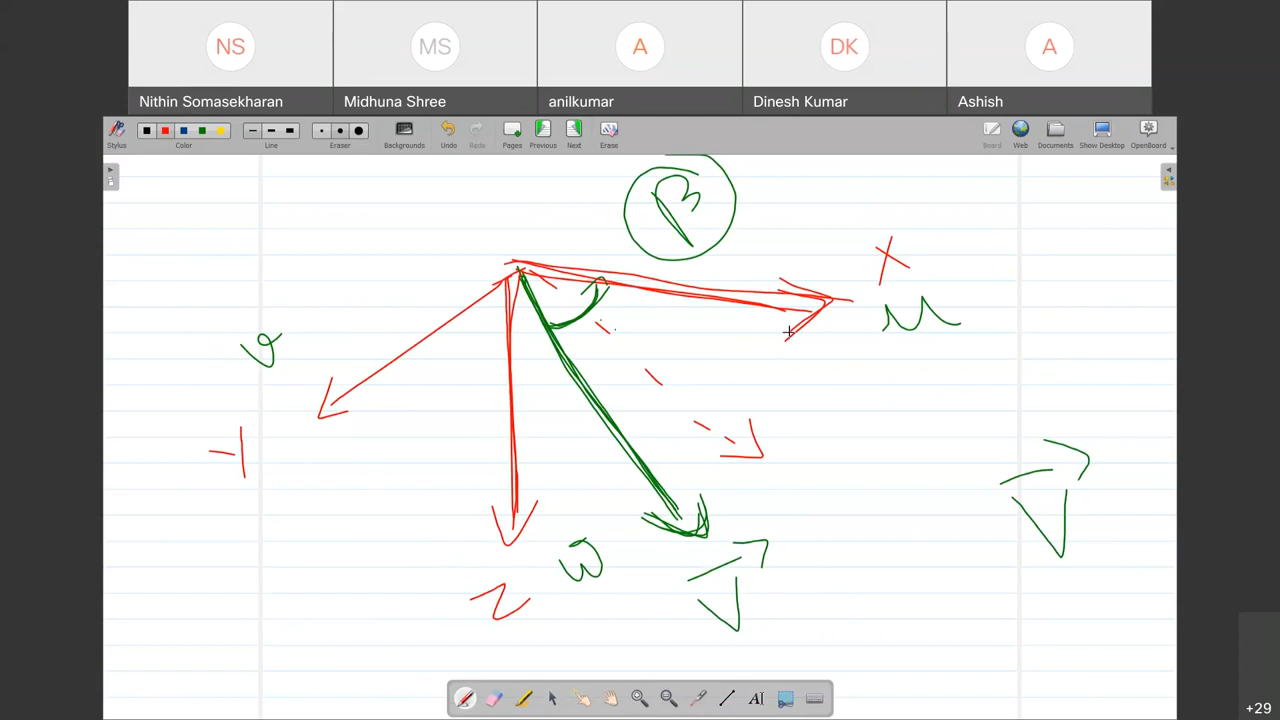 NS MS A DK A
Nithin Somasekharan Midhuna Shree anilkumar Dinesh Kumar Ashish
Stylus Color Line Eraser Backgrounds Undo Redo Pages Previous Next Erase Board Web Documents Show Desktop OpenBoard
β
X
u
v
w
V
V
Z
AI
+29